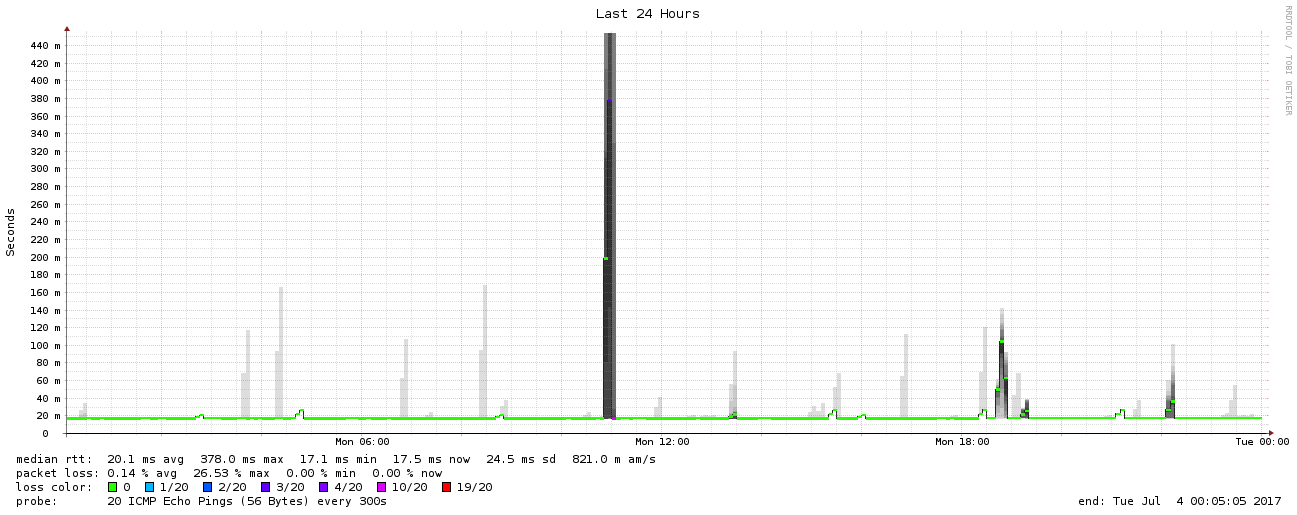 Last 24 Hours
RRDTOOL / TOBI OETIKER
Seconds
440 m
420 m
400 m
380 m
360 m
340 m
320 m
300 m
280 m
260 m
240 m
220 m
200 m
180 m
160 m
140 m
120 m
100 m
80 m
60 m
40 m
20 m
0
Mon 06:00 Mon 12:00 Mon 18:00 Tue 00:00
median rtt: 20.1 ms avg 378.0 ms max 17.1 ms min 17.5 ms now 24.5 ms sd 821.0 m am/s
packet loss: 0.14 % avg 26.53 % max 0.00 % min 0.00 % now
loss color: 0 1/20 2/20 3/20 4/20 10/20 19/20
probe: 20 ICMP Echo Pings (56 Bytes) every 300s end: Tue Jul 4 00:05:05 2017